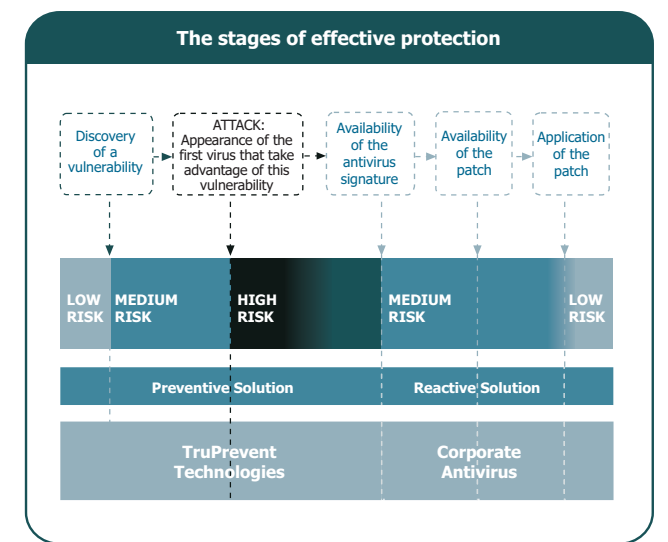 The stages of effective protection
Discovery
of a
vulnerability
ATTACK:
Appearance of the
first virus that take
advantage of this
vulnerability
Availability
of the
antivirus
signature
Availability
of the
patch
Application
of the
patch
LOW
RISK
MEDIUM
RISK
HIGH
RISK
MEDIUM
RISK
LOW
RISK
Preventive Solution
Reactive Solution
TruPrevent
Technologies
Corporate
Antivirus